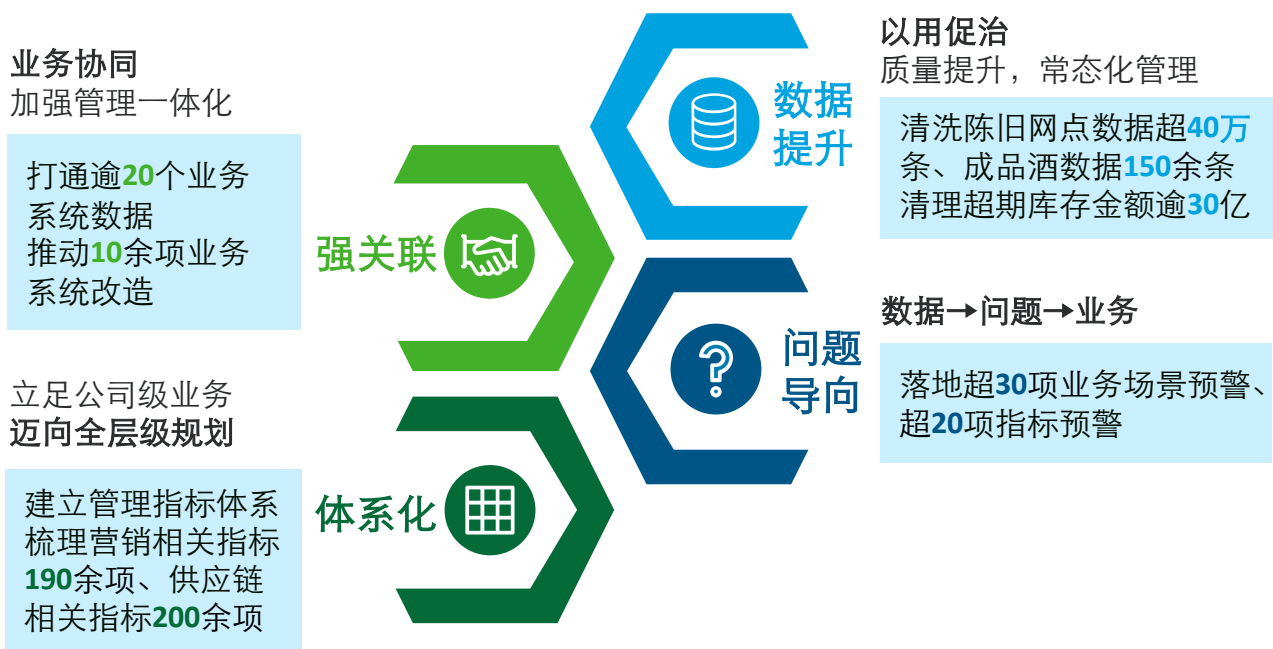 业务协同
加强管理一体化
打通逾20个业务
系统数据
推动10余项业务
系统改造
强关联
立足公司级业务
迈向全层级规划
建立管理指标体系
梳理营销相关指标
190余项、供应链
相关指标200余项
体系化
数据
提升
以用促治
质量提升，常态化管理
清洗陈旧网点数据超40万
条、成品酒数据150余条
清理超期库存金额逾30亿
问题
导向
数据→问题→业务
落地超30项业务场景预警、
超20项指标预警